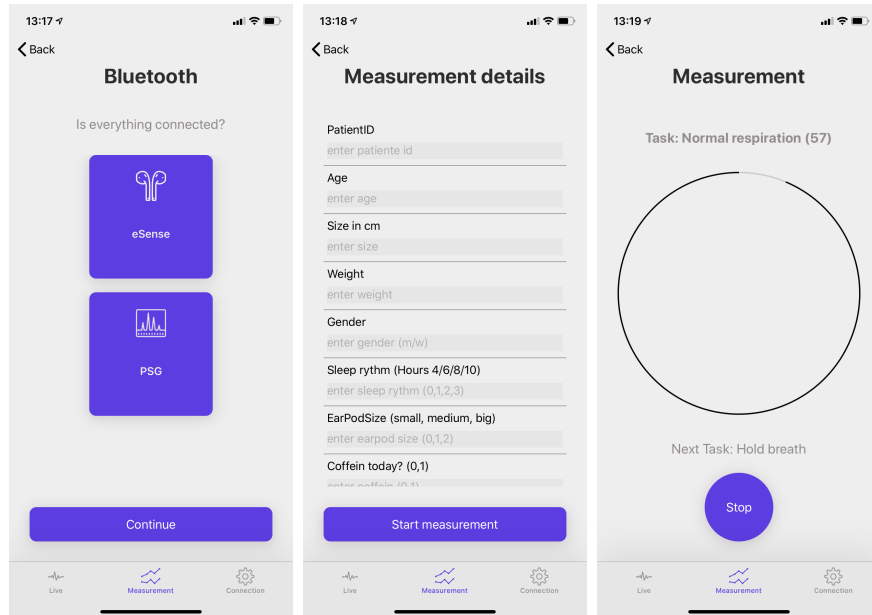 13:17
Back
Bluetooth
Is everything connected?
eSense
PSG
Continue
Live
Measurement
Connection
13:18
Back
Measurement details
PatientID
enter patiente id
Age
enter age
Size in cm
enter size
Weight
enter weight
Gender
enter gender (m/w)
Sleep rythm (Hours 4/6/8/10)
enter sleep rythm (0,1,2,3)
EarPodSize (small, medium, big)
enter earpod size (0,1,2)
Coffein today? (0,1)
enter coffein (0,1)
Start measurement
Live
Measurement
Connection
13:19
Back
Measurement
Task: Normal respiration (57)
Next Task: Hold breath
Stop
Live
Measurement
Connection